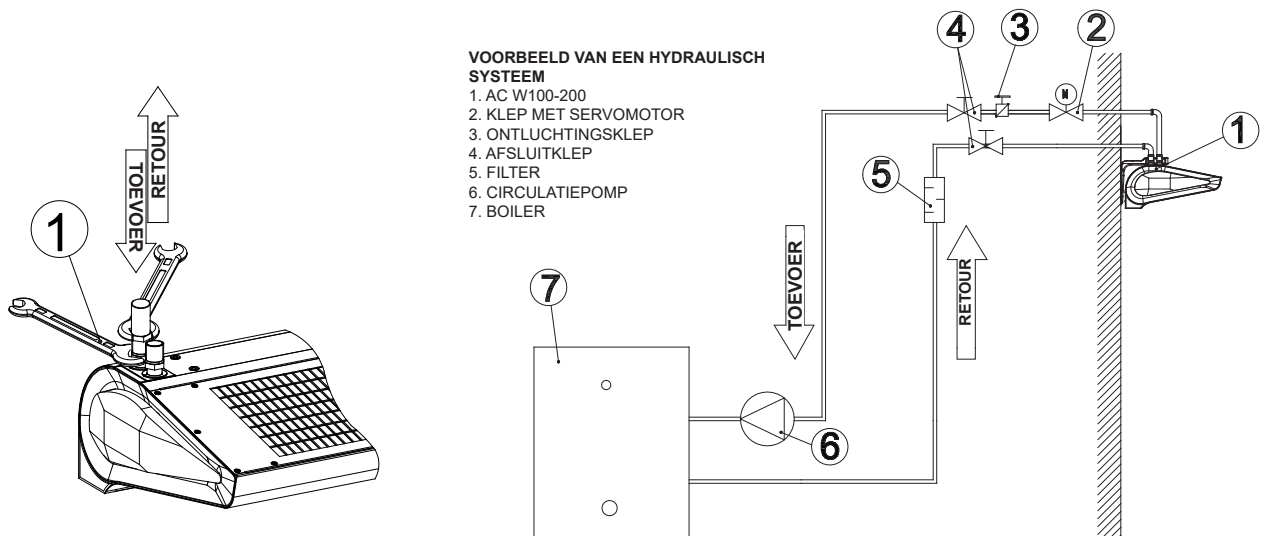 RETOUR
TOEVOER
1
VOORBEELD VAN EEN HYDRAULISCH
SYSTEEM
1. AC W100-200
2. KLEP MET SERVOMOTOR
3. ONTLUCHTINGSKLEP
4. AFSLUITKLEP
5. FILTER
6. CIRCULATIEPOMP
7. BOILER
4
3
2
M
1
5
TOEVOER
RETOUR
7
6